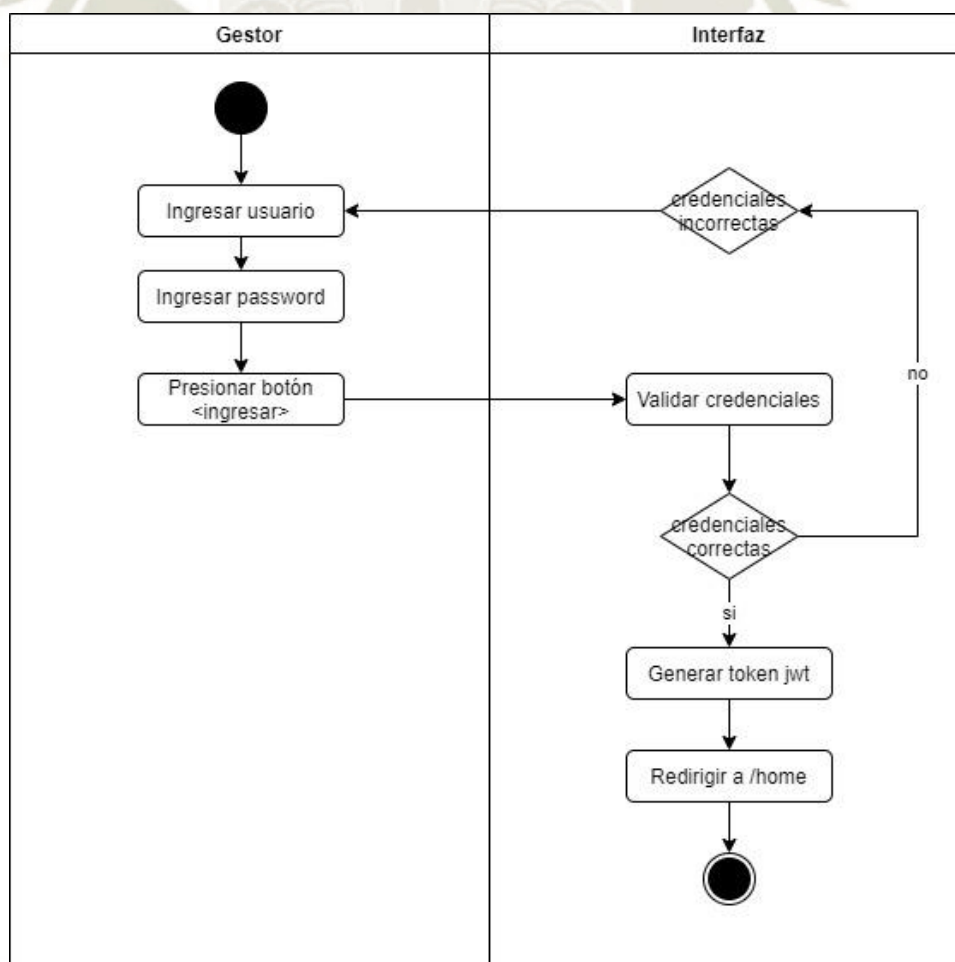 Gestor
Interfaz
Ingresar usuario
credenciales
incorrectas
Ingresar password
Presionar botón
<ingresar>
Validar credenciales
no
credenciales
correctas
si
Generar token jwt
Redirigir a /home